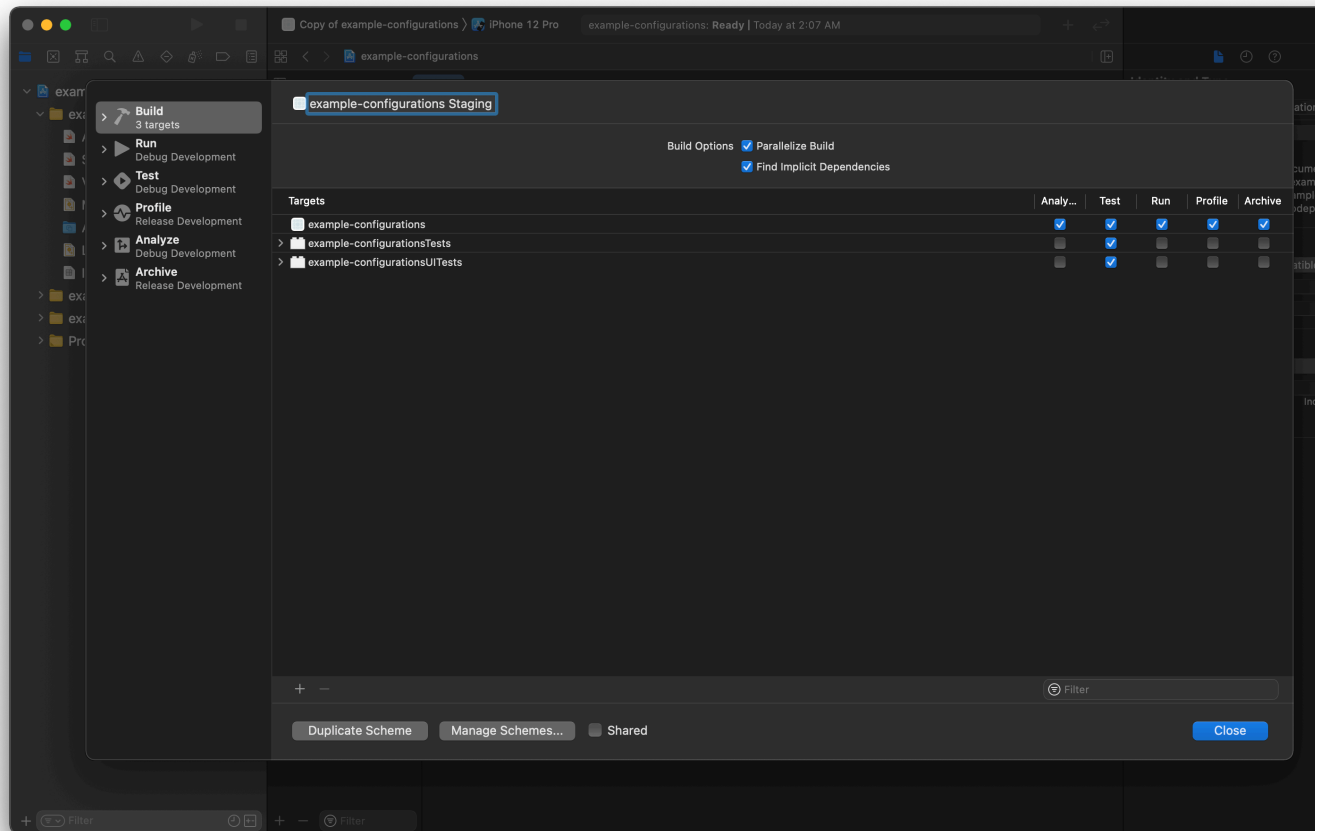 Copy of example-configurations 〉 iPhone 12 Pro
example-configurations: Ready | Today at 2:07 AM
example-configurations
exam
Build
3 targets
Run
Debug Development
Test
Debug Development
Profile
Release Development
Analyze
Debug Development
Archive
Release Development
Pro
example-configurations Staging
Build Options Parallelize Build
Find Implicit Dependencies
Targets Analy... Test Run Profile Archive
example-configurations
example-configurationsTests
example-configurationsUITests
Filter
Duplicate Scheme Manage Schemes... Shared Close
Filter Filter